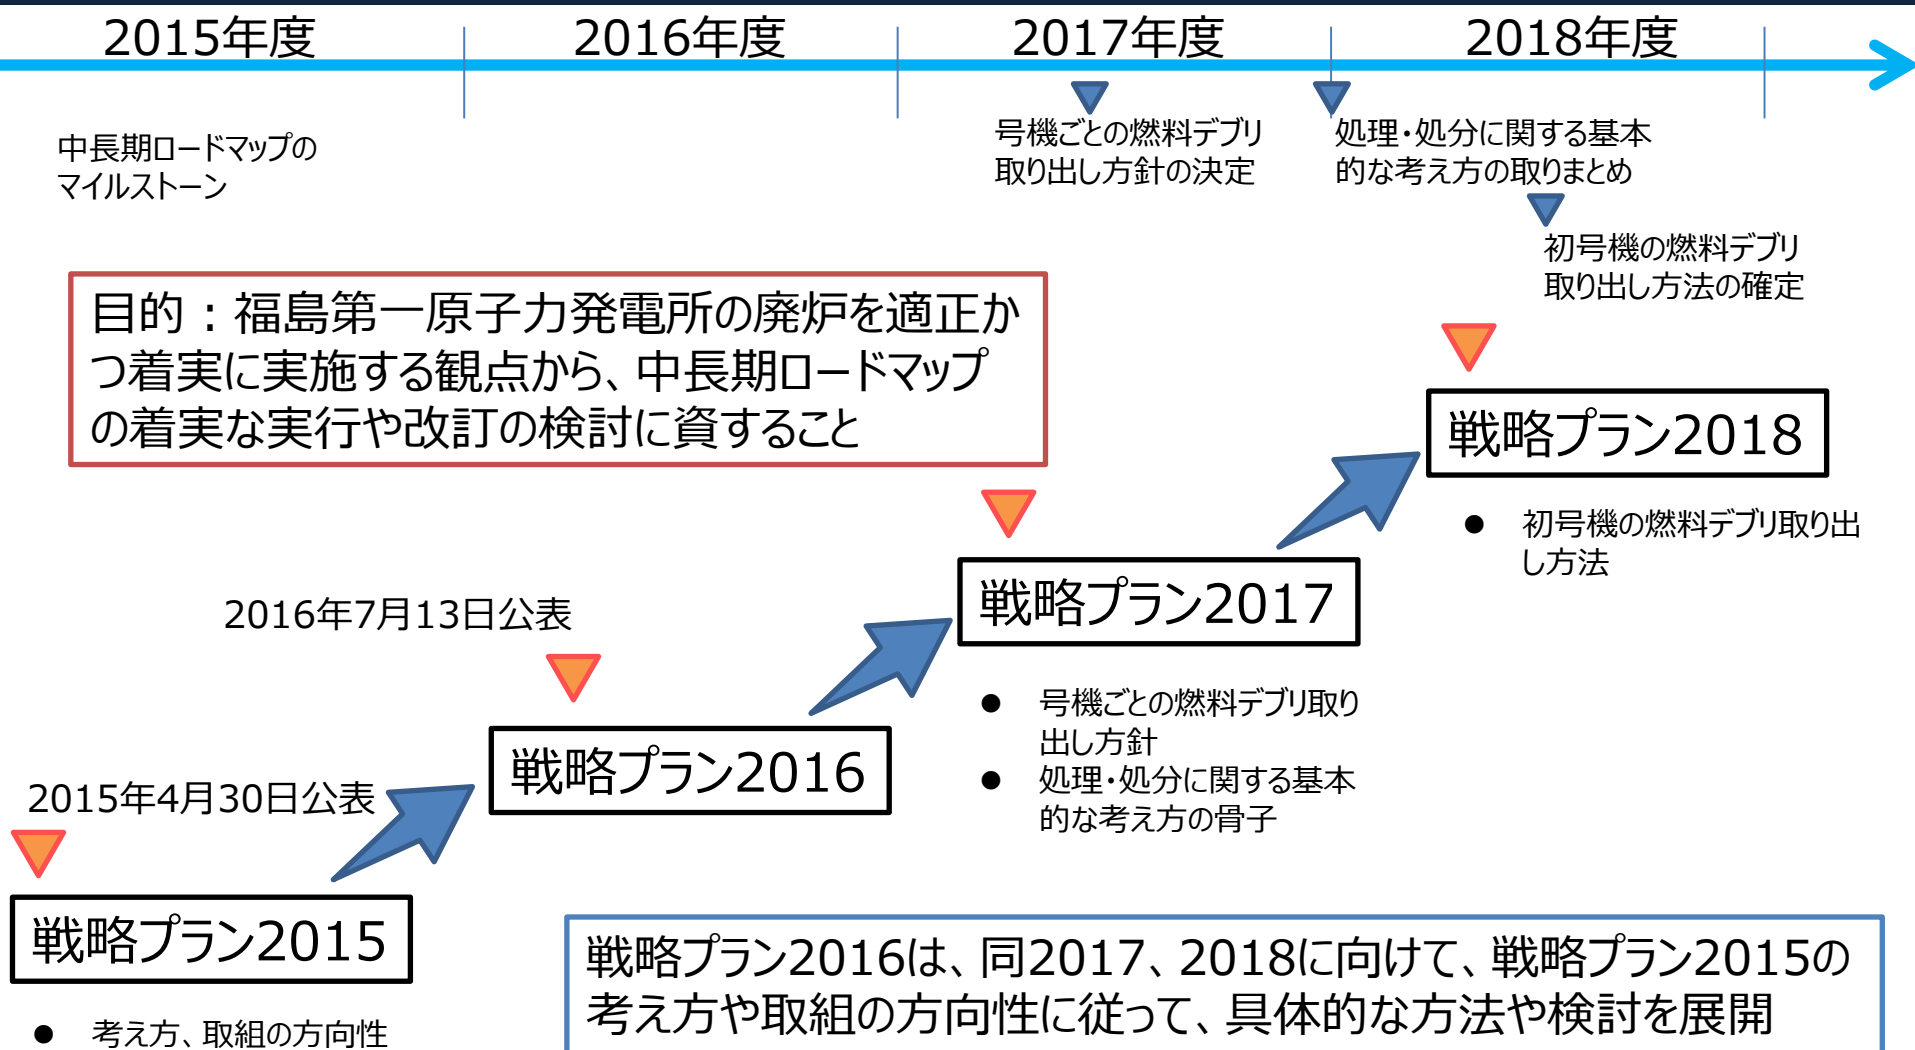 2015年度
2016年度
2017年度
2018年度
中長期ロードマップの
マイルストーン
号機ごとの燃料デブリ
取り出し方針の決定
処理・処分に関する基本
的な考え方の取りまとめ
初号機の燃料デブリ
取り出し方法の確定
目的：福島第一原子力発電所の廃炉を適正か
つ着実に実施する観点から、中長期ロードマップ
の着実な実行や改訂の検討に資すること
戦略プラン2018
● 初号機の燃料デブリ取り出
し方法
戦略プラン2017
● 号機ごとの燃料デブリ取り
出し方針
● 処理・処分に関する基本
的な考え方の骨子
2016年7月13日公表
戦略プラン2016
2015年4月30日公表
戦略プラン2015
● 考え方、取組の方向性
戦略プラン2016は、同2017、2018に向けて、戦略プラン2015の
考え方や取組の方向性に従って、具体的な方法や検討を展開